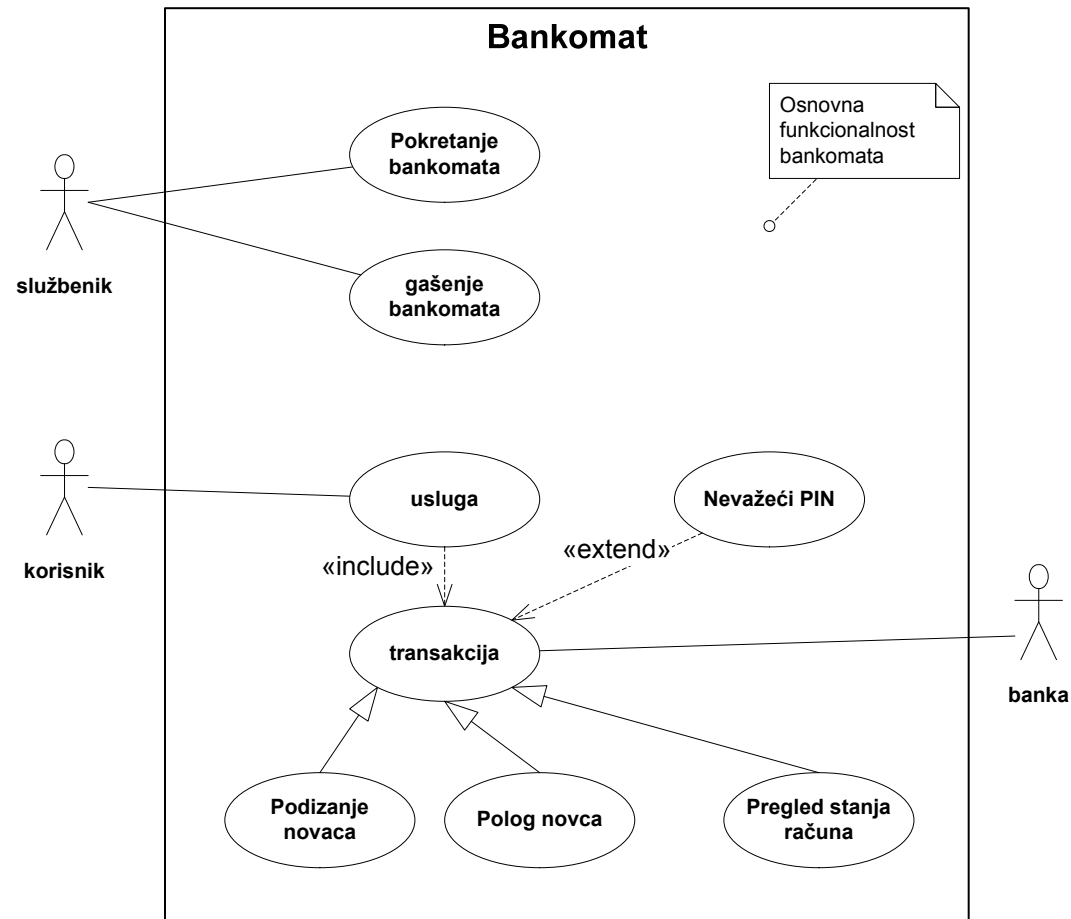 Bankomat
Osnovna
funkcionalnost
bankomata
Pokretanje
bankomata
službenik
gašenje
bankomata
korisnik
usluga
Nevažeći PIN
«include»
«extend»
transakcija
banka
Podizanje
novaca
Polog novca
Pregled stanja
računa